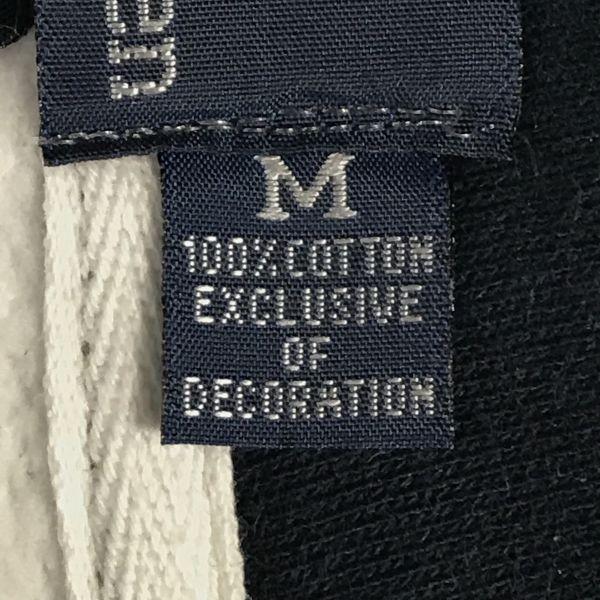 M
100% COTTON
EXCLUSIVE
OF
DECORATION